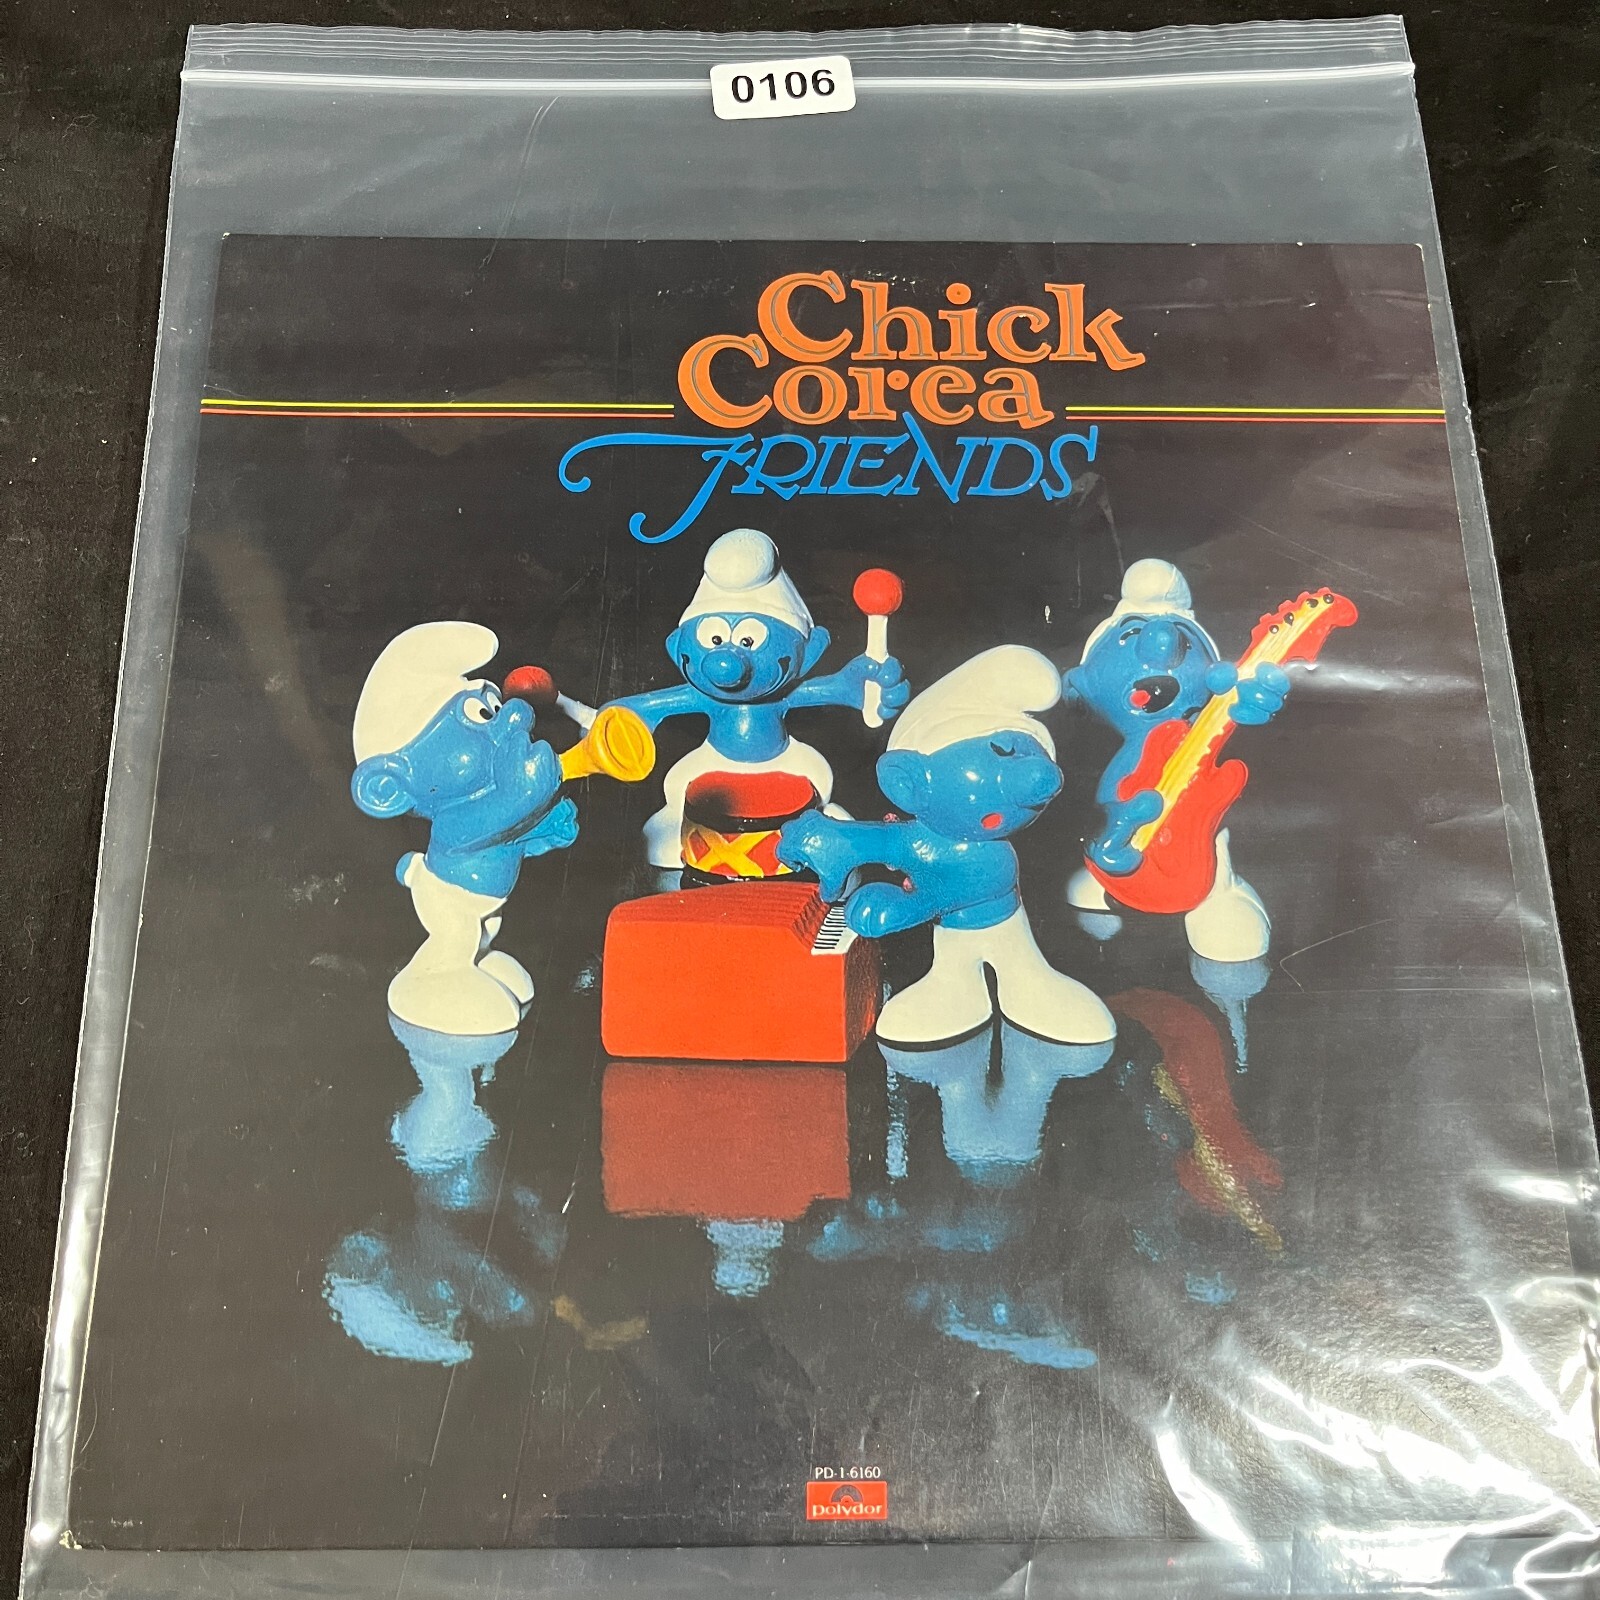 0106
Chick
Corea
FRIENDS
PD-1-6160
polydor